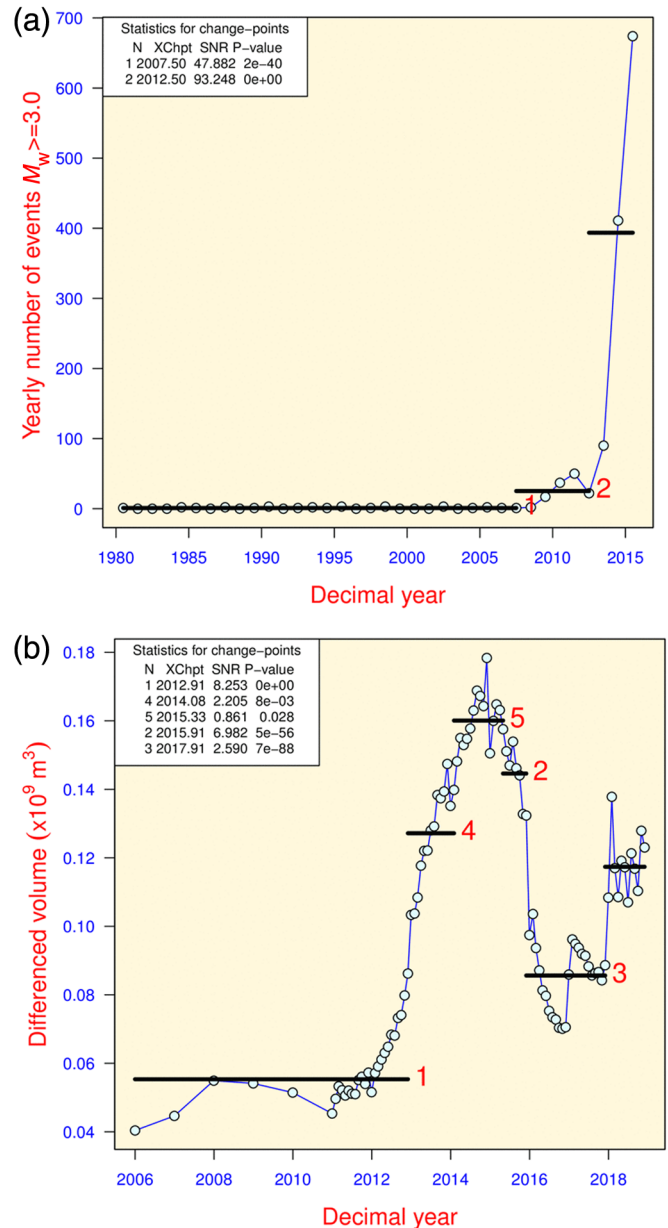 (a)
Statistics for change-points
N XChpt SNR P-value
1 2007.50 47.882 2e-40
2 2012.50 93.248 0e+00
Yearly number of events Mw>=3.0
700
600
500
400
300
200
100
0
1
2
1980 1985 1990 1995 2000 2005 2010 2015
Decimal year
(b)
Statistics for change-points
N XChpt SNR P-value
1 2012.91 8.253 0e+00
4 2014.08 2.205 8e-03
5 2015.33 0.861 0.028
2 2015.91 6.982 5e-56
3 2017.91 2.590 7e-88
Differenced volume (x10⁹ m³)
0.18
0.16
0.14
0.12
0.10
0.08
0.06
0.04
5
2
4
3
1
2006 2008 2010 2012 2014 2016 2018
Decimal year